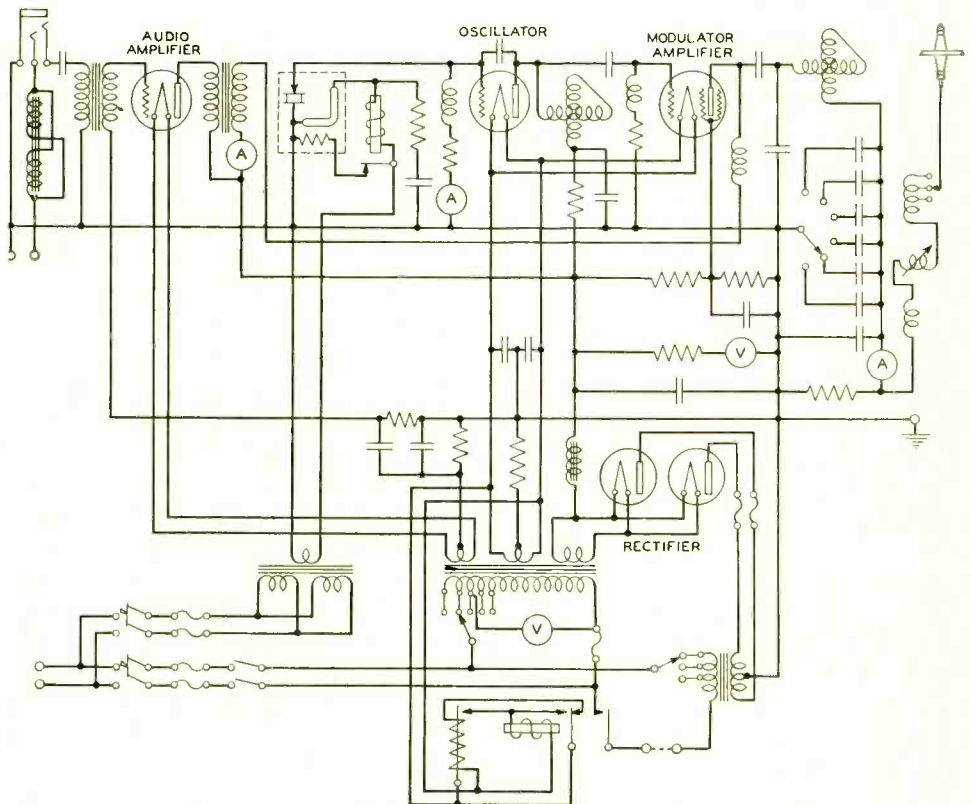 AUDIO
AMPLIFIER
OSCILLATOR
MODULATOR
AMPLIFIER
A
A
V
A
RECTIFIER
V